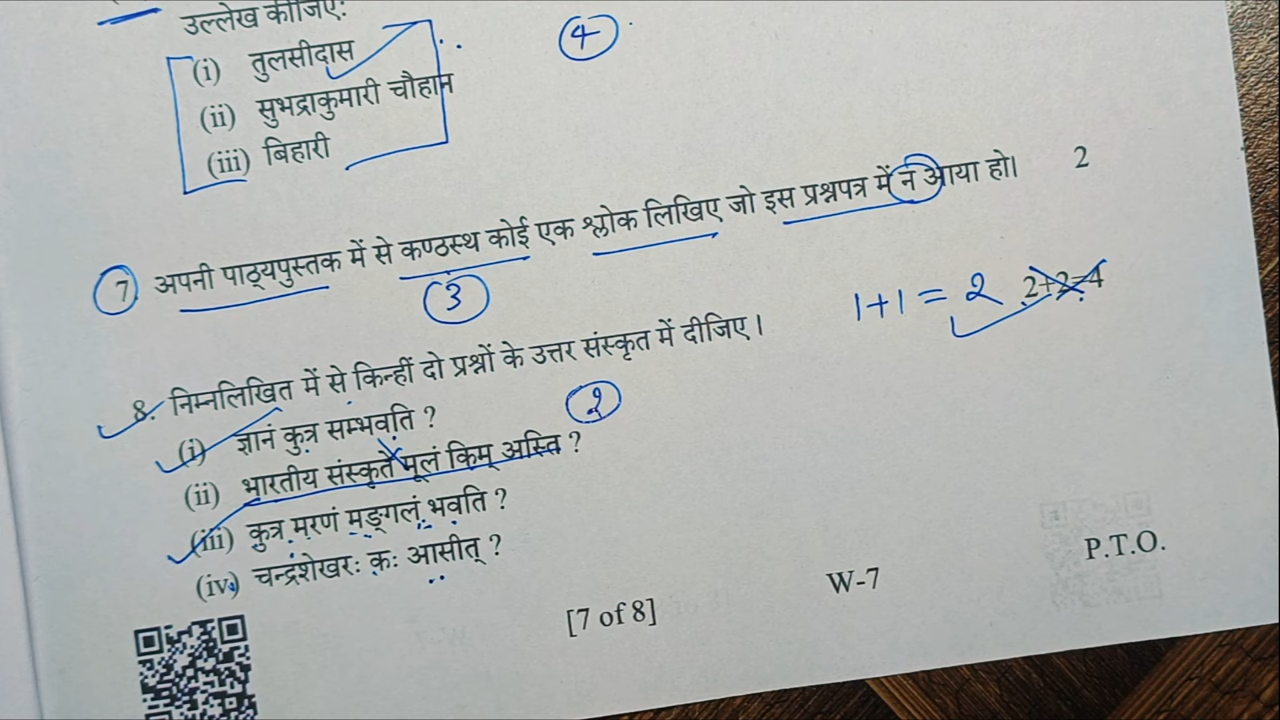 उल्लेख कीजिए:
(i) तुलसीदास
(ii) सुभद्राकुमारी चौहान
(iii) बिहारी
4
7 अपनी पाठ्यपुस्तक में से कण्ठस्थ कोई एक श्लोक लिखिए जो इस प्रश्नपत्र में न आया हो। 2
3
1+1=2 2+2=4
8. निम्नलिखित में से किन्हीं दो प्रश्नों के उत्तर संस्कृत में दीजिए।
2
(i) ज्ञानं कुत्र सम्भवति ?
(ii) भारतीय संस्कृतेः मूलं किम् अस्ति ?
(iii) कुत्र मरणं मङ्गलं भवति ?
(iv) चन्द्रशेखरः कः आसीत् ?
[7 of 8]
W-7
P.T.O.